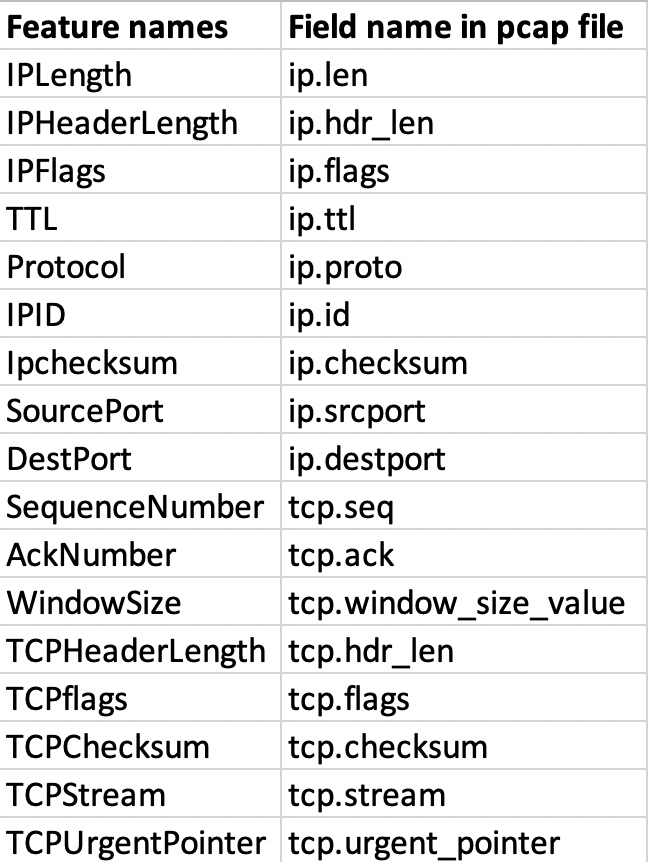 Feature names Field name in pcap file
IPLength ip.len
IPHeaderLength ip.hdr_len
IPFlags ip.flags
TTL ip.ttl
Protocol ip.proto
IPID ip.id
Ipchecksum ip.checksum
SourcePort ip.srcport
DestPort ip.destport
SequenceNumber tcp.seq
AckNumber tcp.ack
WindowSize tcp.window_size_value
TCPHeaderLength tcp.hdr_len
TCPflags tcp.flags
TCPChecksum tcp.checksum
TCPStream tcp.stream
TCPUrgentPointer tcp.urgent_pointer